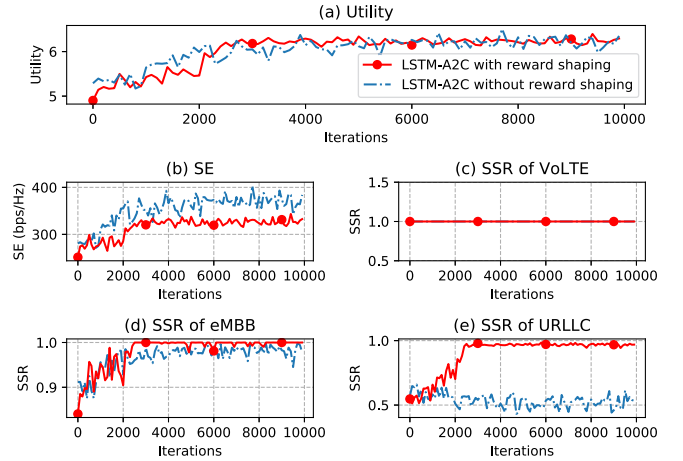 (a) Utility
Utility
6
5
LSTM-A2C with reward shaping
LSTM-A2C without reward shaping
0 2000 4000 6000 8000 10000
Iterations
(b) SE
SE (bps/Hz)
400
300
0 2000 4000 6000 8000 10000
Iterations
(c) SSR of VoLTE
SSR
1.5
1.0
0.5
0 2000 4000 6000 8000 10000
Iterations
(d) SSR of eMBB
SSR
1.0
0.9
0 2000 4000 6000 8000 10000
Iterations
(e) SSR of URLLC
SSR
1.0
0.5
0 2000 4000 6000 8000 10000
Iterations